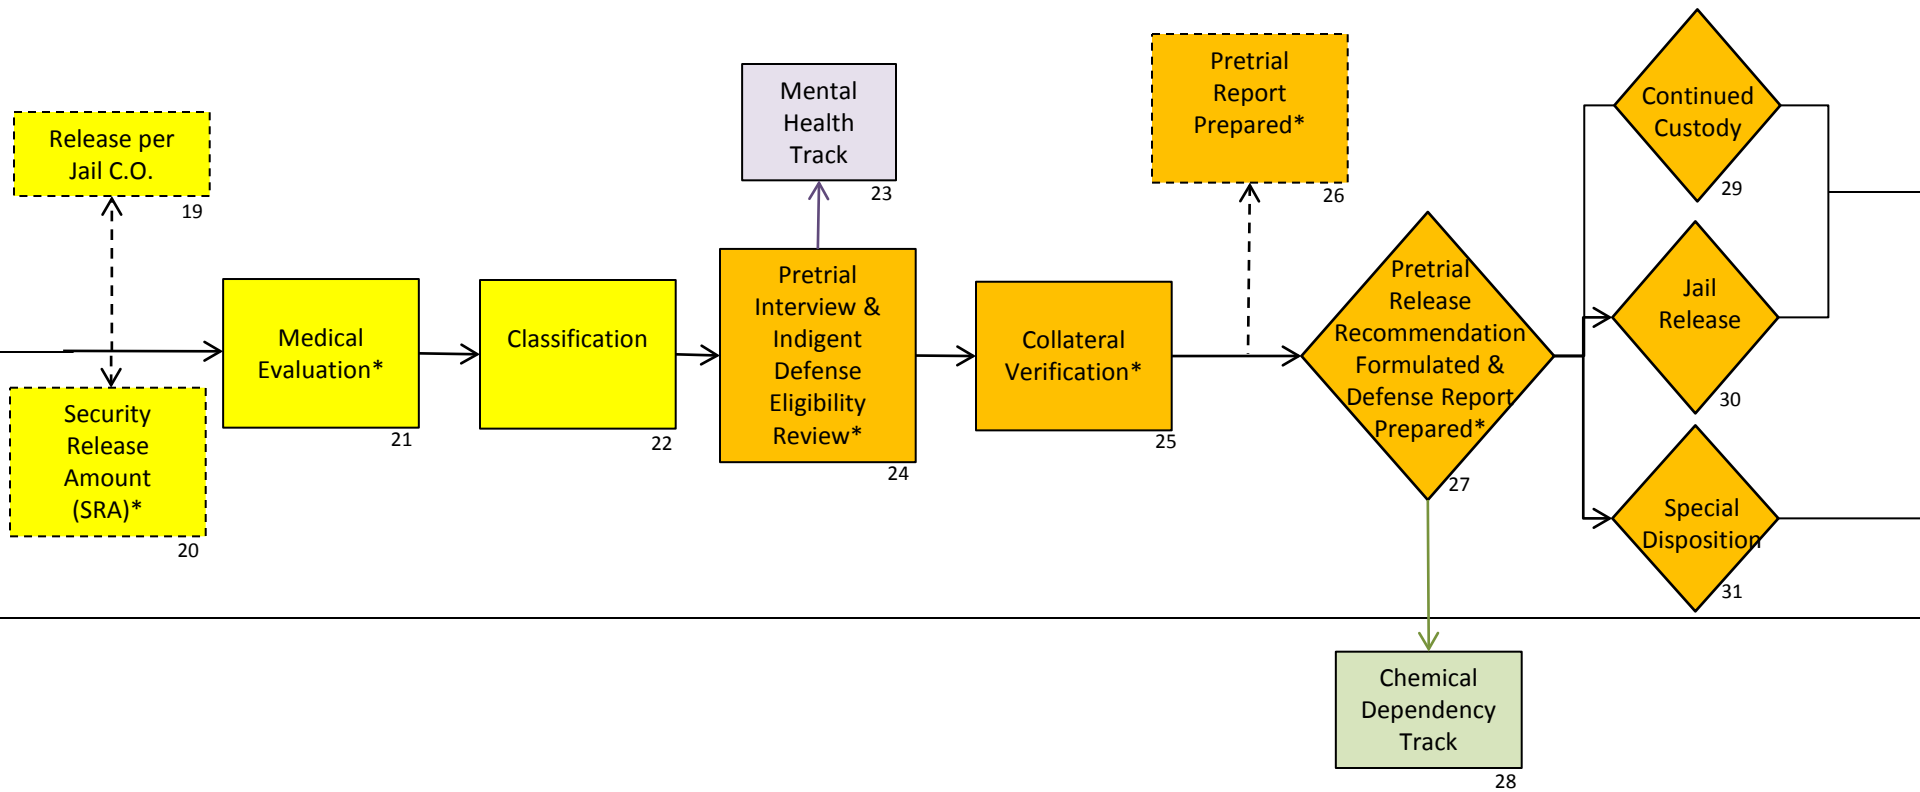 Release per
Jail C.O.
19
Security
Release
Amount
(SRA)*
20
Medical
Evaluation*
21
Classification
22
Mental
Health
Track
23
Pretrial
Interview &
Indigent
Defense
Eligibility
Review*
24
Collateral
Verification*
25
Pretrial
Report
Prepared*
26
Pretrial
Release
Recommendation
Formulated &
Defense Report
Prepared*
27
Chemical
Dependency
Track
28
Continued
Custody
29
Jail
Release
30
Special
Disposition
31